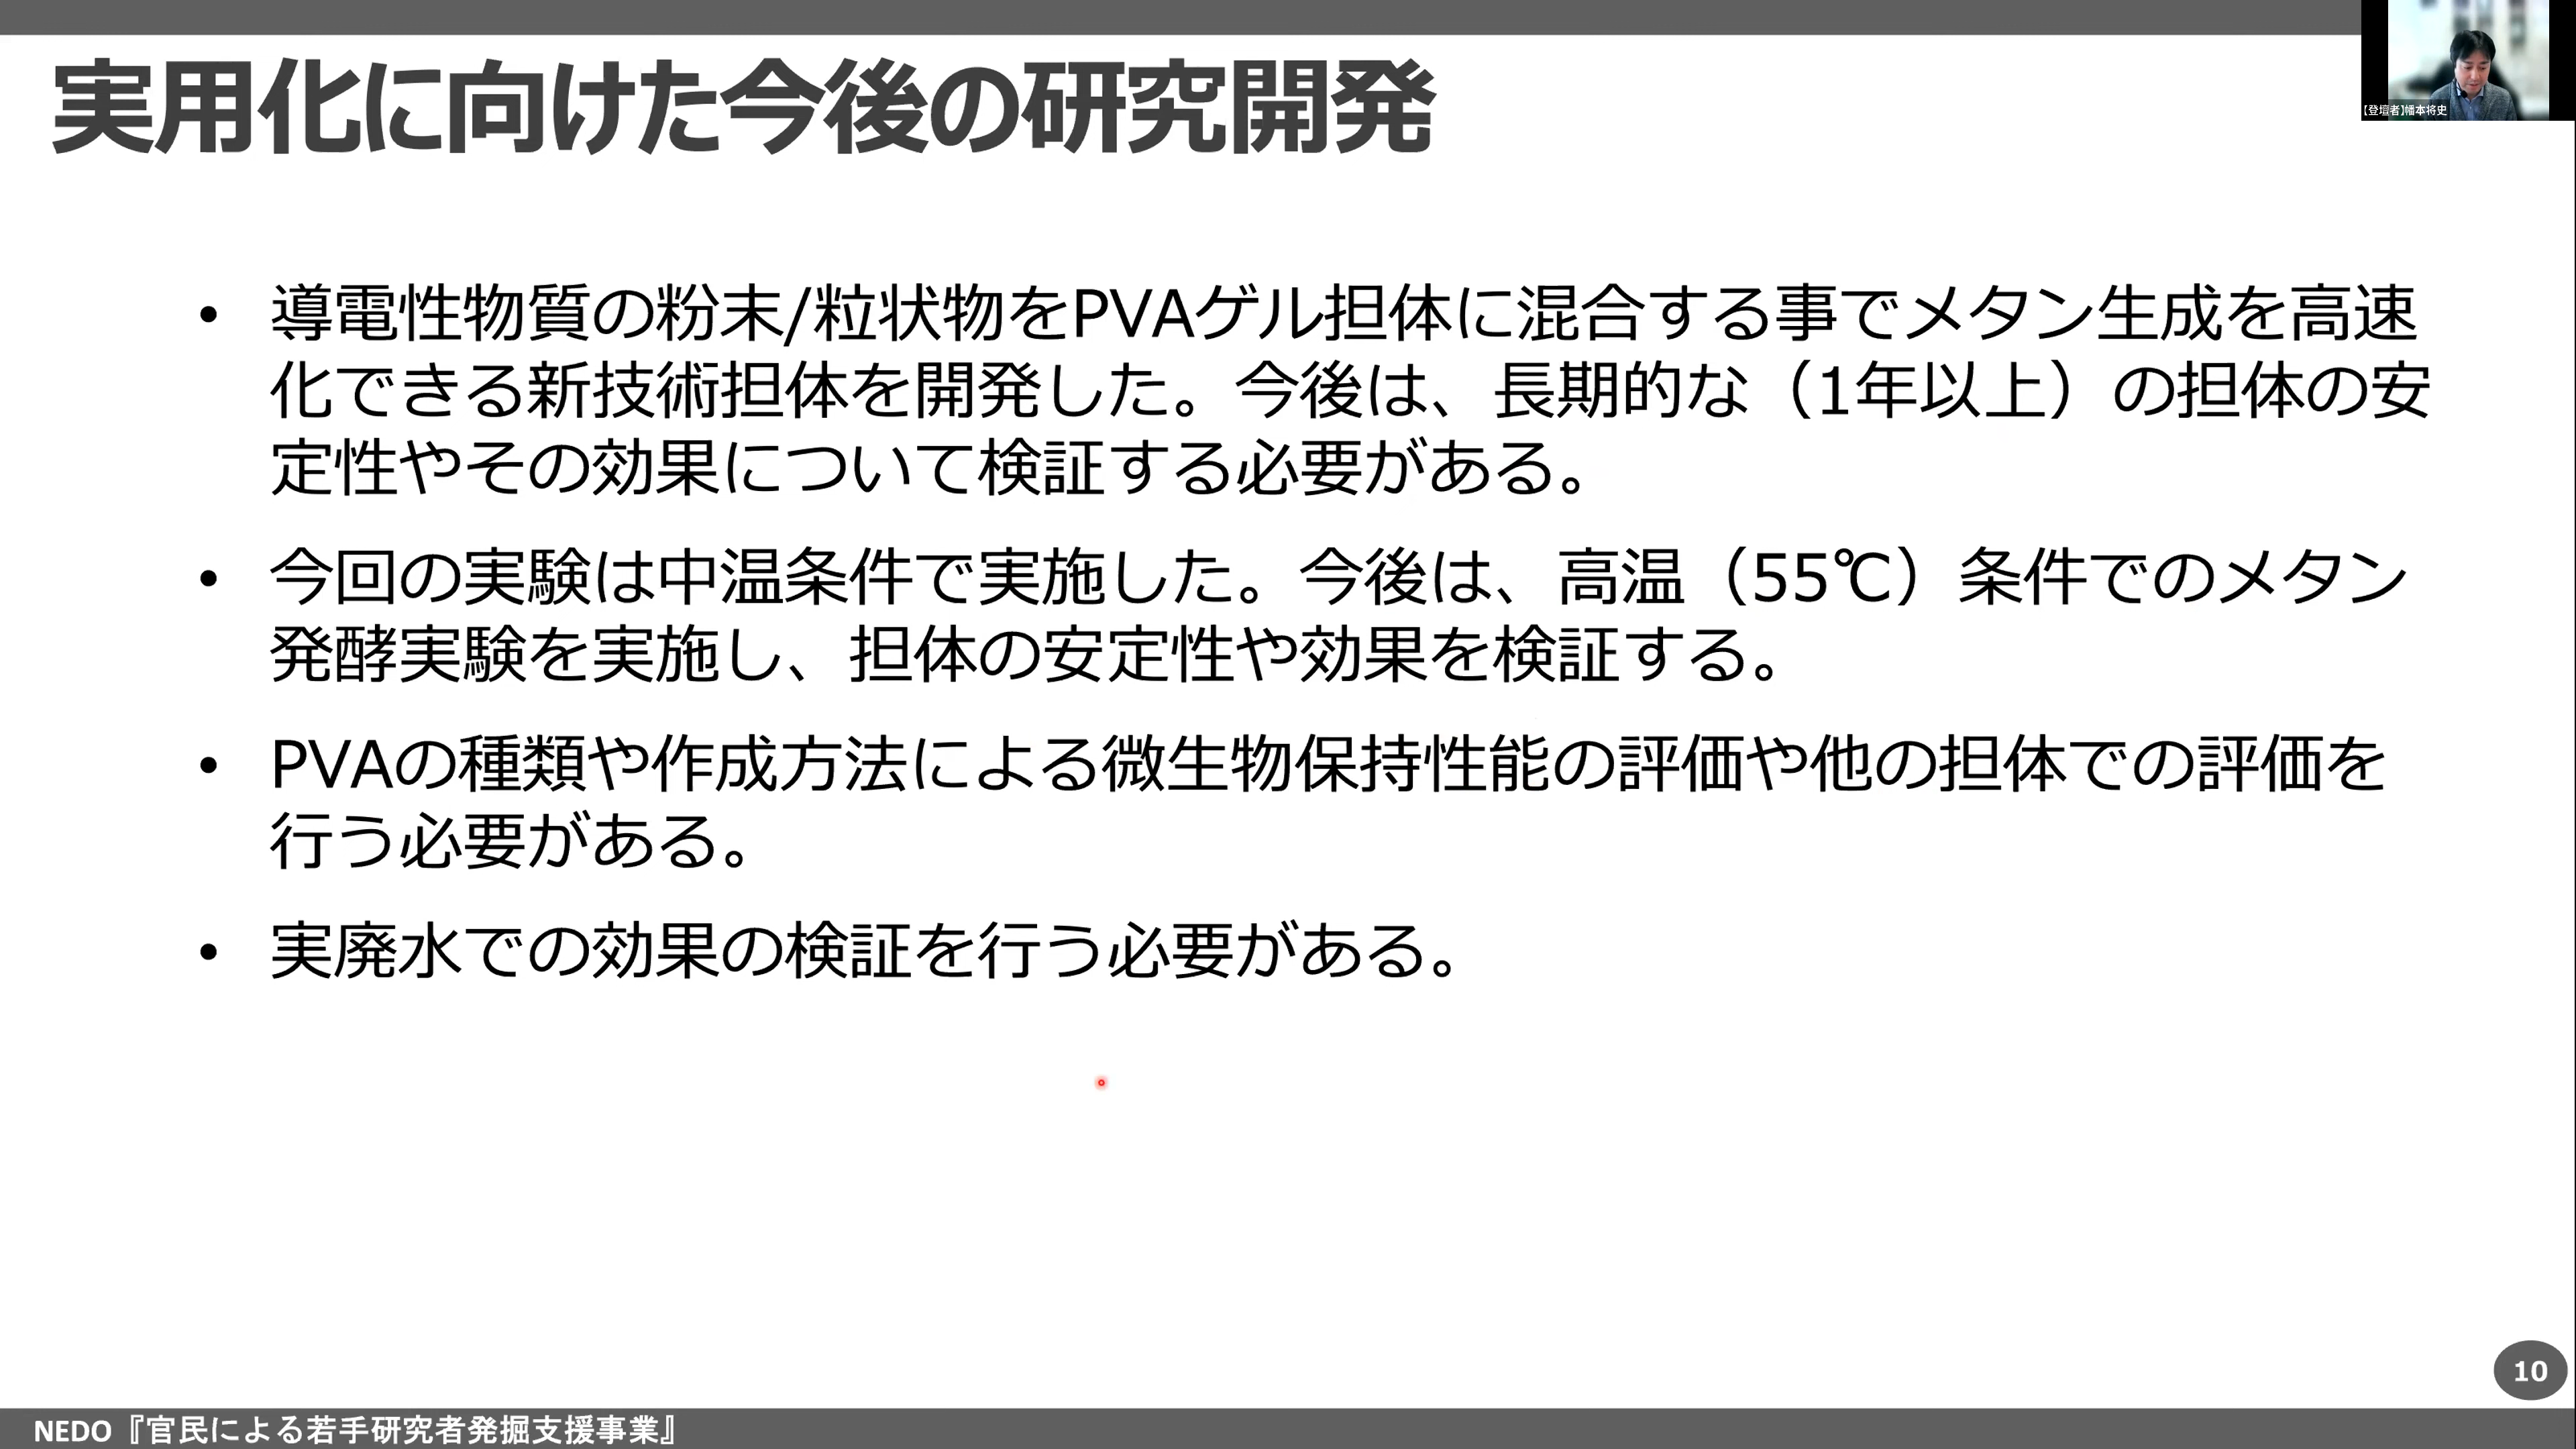 実用化に向けた今後の研究開発
【登壇者】幡本将史
• 導電性物質の粉末/粒状物をPVAゲル担体に混合する事でメタン生成を高速
化できる新技術担体を開発した。今後は、長期的な（1年以上）の担体の安
定性やその効果について検証する必要がある。
• 今回の実験は中温条件で実施した。今後は、高温（55℃）条件でのメタン
発酵実験を実施し、担体の安定性や効果を検証する。
• PVAの種類や作成方法による微生物保持性能の評価や他の担体での評価を
行う必要がある。
• 実廃水での効果の検証を行う必要がある。
10
NEDO『官民による若手研究者発掘支援事業』